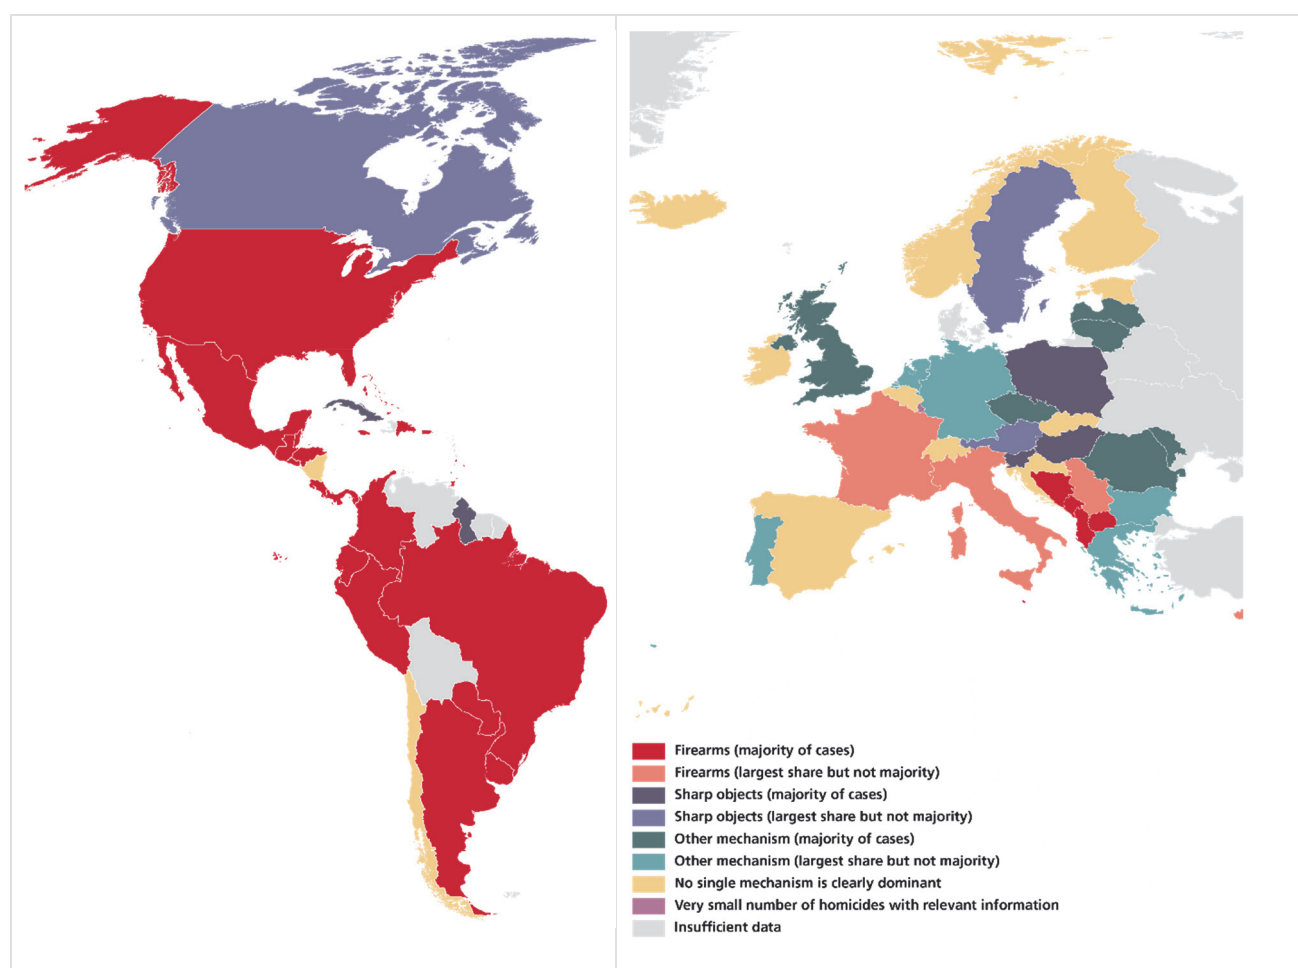 Firearms (majority of cases)
Firearms (largest share but not majority)
Sharp objects (majority of cases)
Sharp objects (largest share but not majority)
Other mechanism (majority of cases)
Other mechanism (largest share but not majority)
No single mechanism is clearly dominant
Very small number of homicides with relevant information
Insufficient data